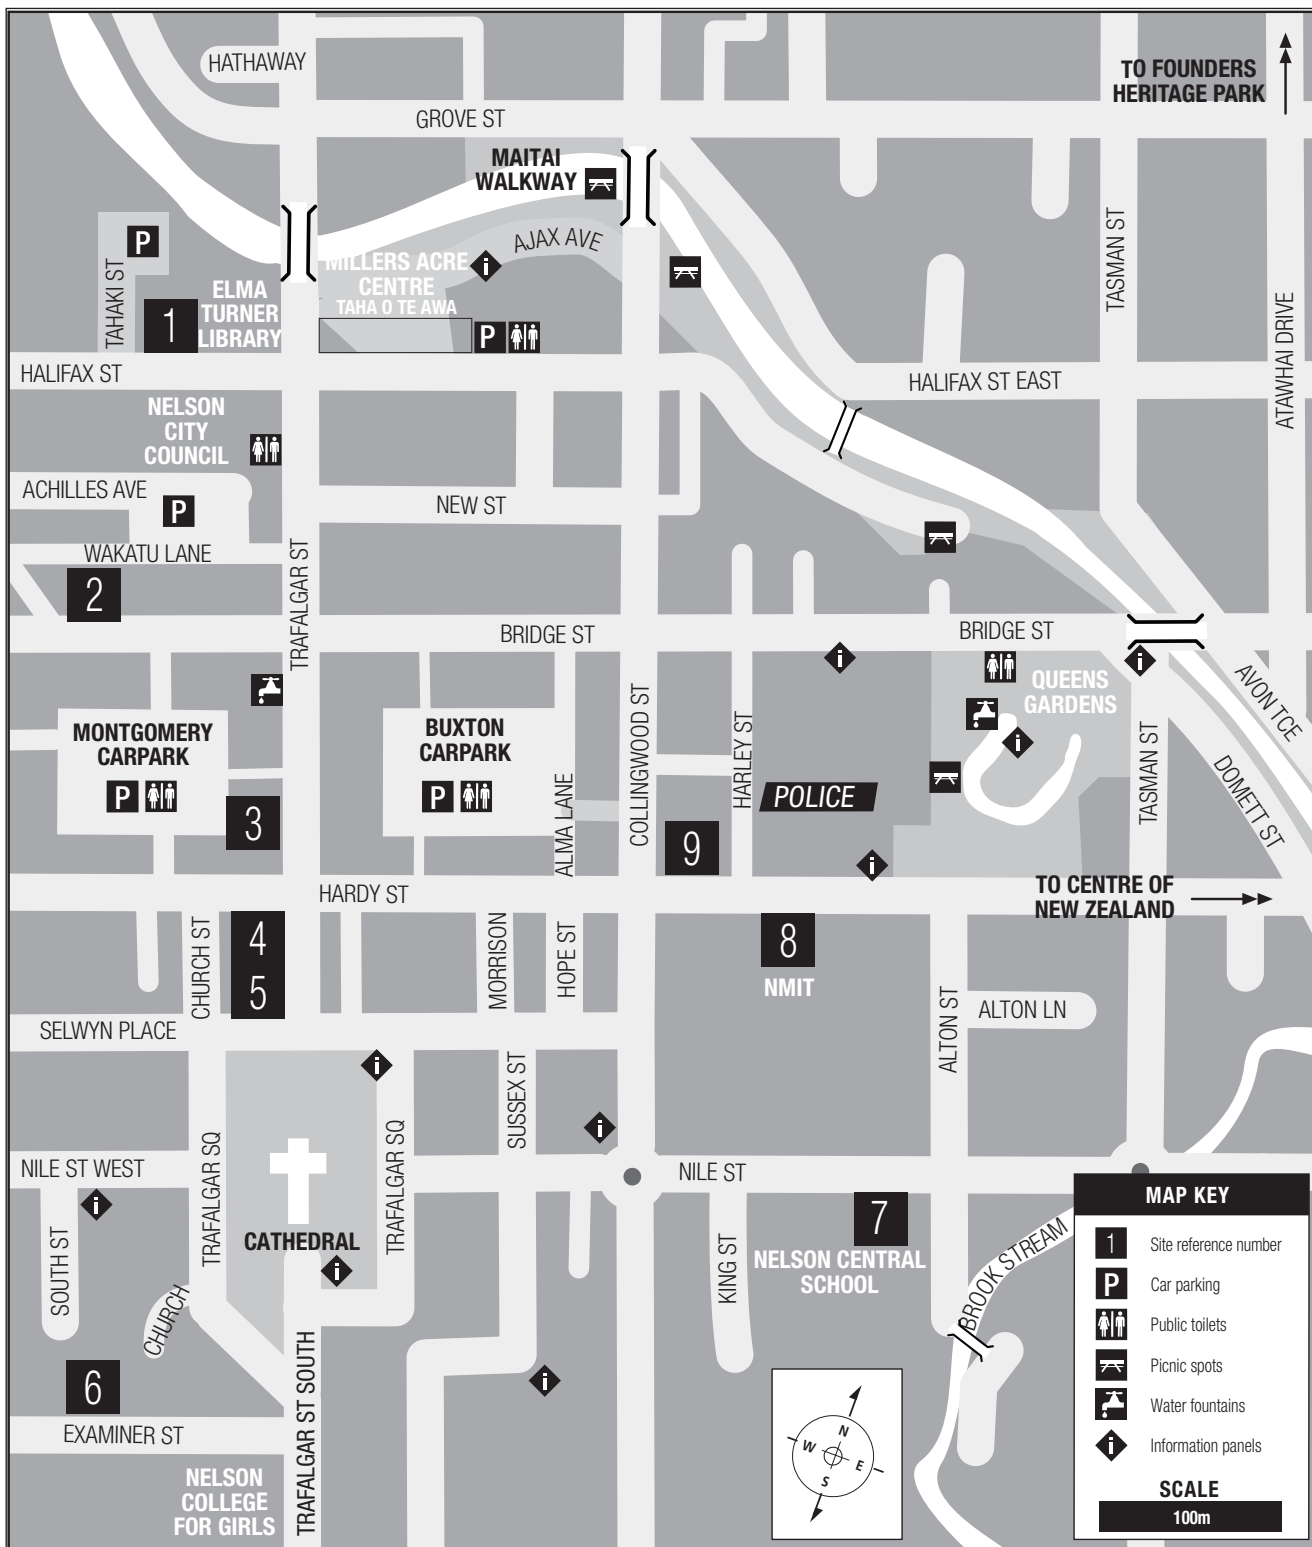 HATHAWAY
TO FOUNDERS
HERITAGE PARK
GROVE ST
MAITAI
WALKWAY
AJAX AVE
TASMAN ST
P
TAHAKI ST
MILLERS ACRE
CENTRE
TAHA O TE AWA
i
ELMA
TURNER
LIBRARY
1
P
ATAWHAI DRIVE
HALIFAX ST
HALIFAX ST EAST
NELSON
CITY
COUNCIL
ACHILLES AVE
P
NEW ST
WAKATU LANE
2
TRAFALGAR ST
BRIDGE ST
BRIDGE ST
i
i
QUEENS
GARDENS
i
AVON TCE
MONTGOMERY
CARPARK
P
BUXTON
CARPARK
P
COLLINGWOOD ST
HARLEY ST
POLICE
TASMAN ST
DOMETT ST
3
ALMA LANE
9
i
HARDY ST
TO CENTRE OF
NEW ZEALAND
CHURCH ST
4
5
MORRISON
HOPE ST
8
NMIT
ALTON ST
ALTON LN
SELWYN PLACE
i
SUSSEX ST
i
NILE ST WEST
TRAFALGAR SQ
TRAFALGAR SQ
NILE ST
i
SOUTH ST
CATHEDRAL
i
KING ST
7
NELSON CENTRAL
SCHOOL
BROOK STREAM
CHURCH
6
i
EXAMINER ST
TRAFALGAR ST SOUTH
NELSON
COLLEGE
FOR GIRLS
N
W
E
S
MAP KEY
1 Site reference number
P Car parking
Public toilets
Picnic spots
Water fountains
i Information panels
SCALE
100m